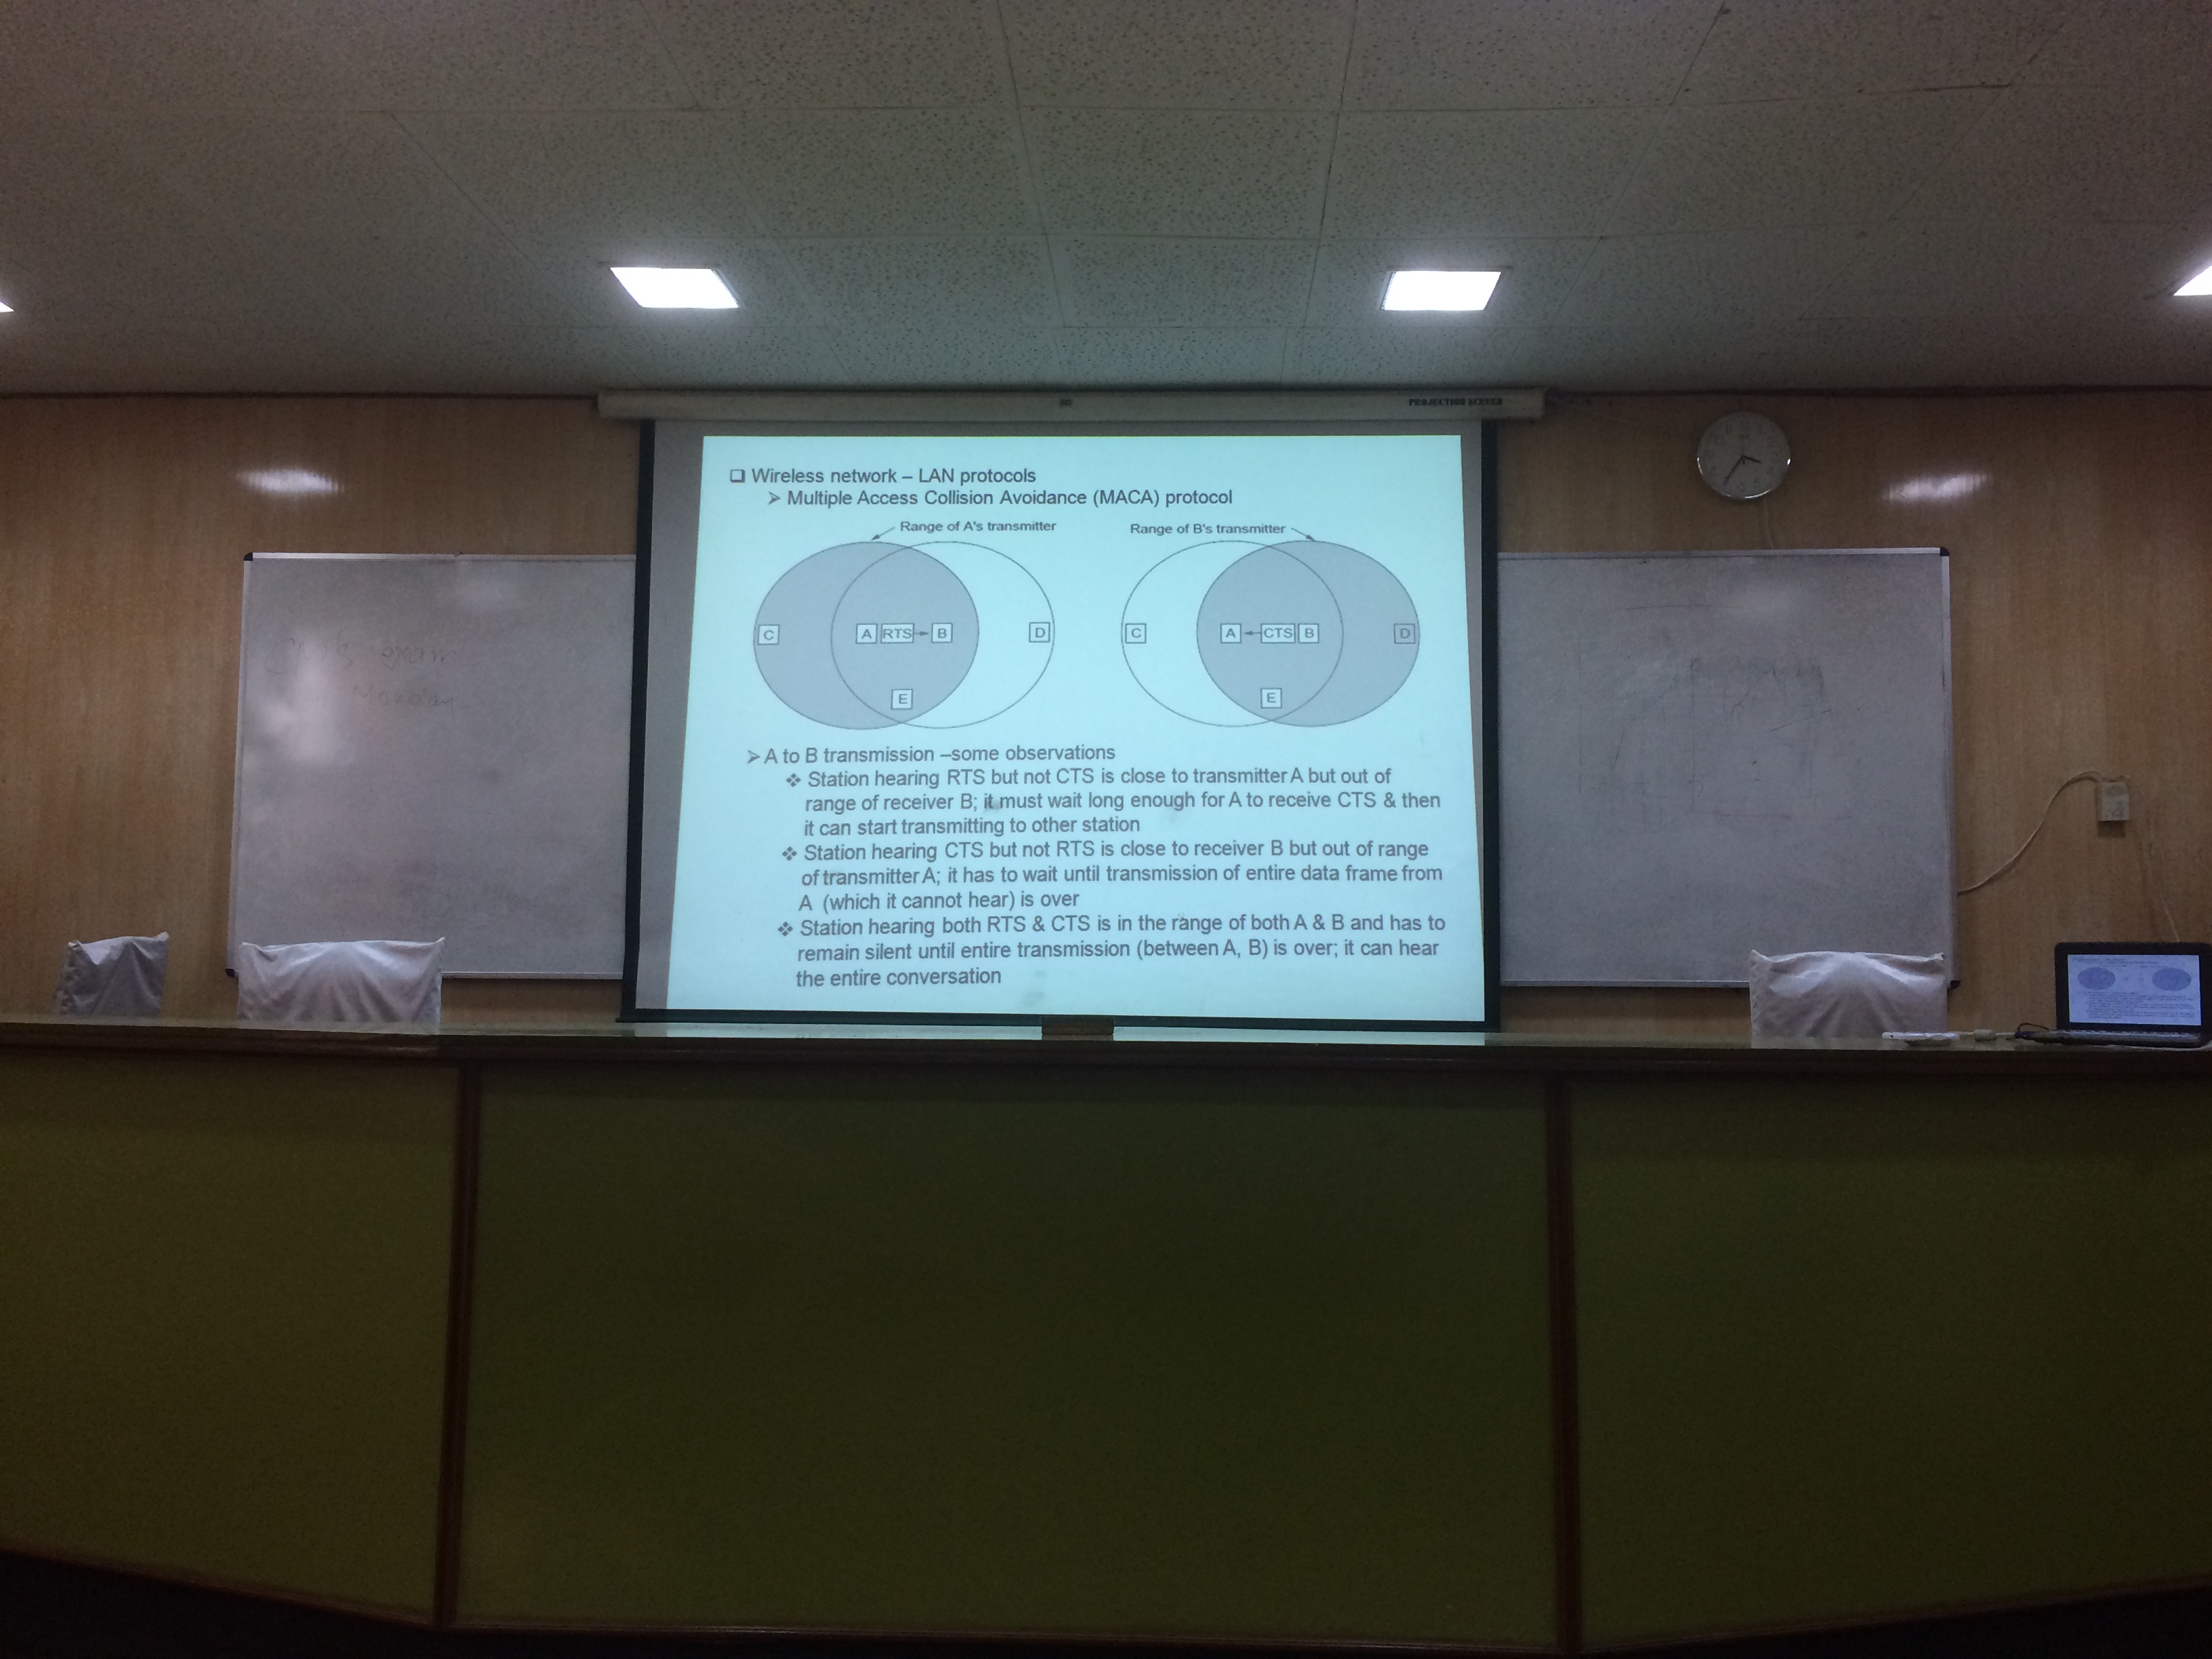 PROJECTION SCREEN
❑ Wireless network – LAN protocols
➢ Multiple Access Collision Avoidance (MACA) protocol
Range of A's transmitter
Range of B's transmitter
C A RTS B D
C A CTS B D
E
E
➢ A to B transmission –some observations
❖ Station hearing RTS but not CTS is close to transmitter A but out of
range of receiver B; it must wait long enough for A to receive CTS & then
it can start transmitting to other station
❖ Station hearing CTS but not RTS is close to receiver B but out of range
of transmitter A; it has to wait until transmission of entire data frame from
A (which it cannot hear) is over
❖ Station hearing both RTS & CTS is in the range of both A & B and has to
remain silent until entire transmission (between A, B) is over; it can hear
the entire conversation